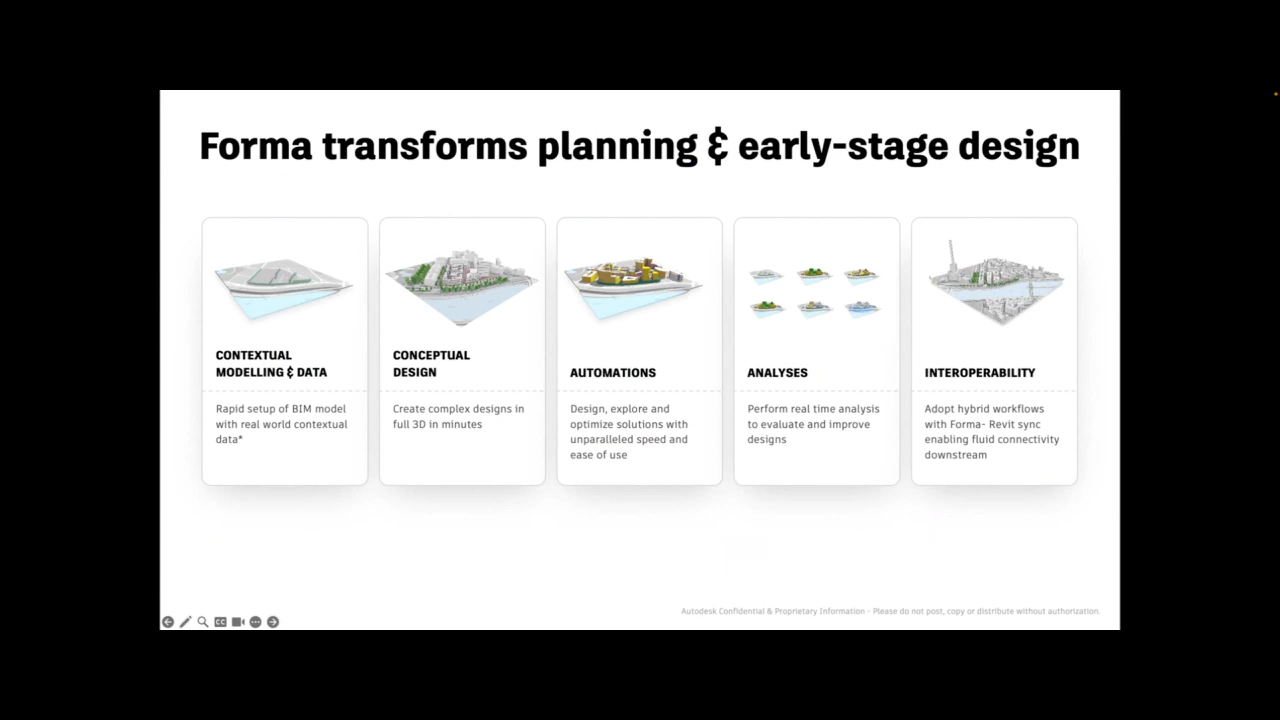 Forma transforms planning & early-stage design
CONTEXTUAL
MODELLING & DATA
Rapid setup of BIM model
with real world contextual
data*
CONCEPTUAL
DESIGN
Create complex designs in
full 3D in minutes
AUTOMATIONS
Design, explore and
optimize solutions with
unparalleled speed and
ease of use
ANALYSES
Perform real time analysis
to evaluate and improve
designs
INTEROPERABILITY
Adopt hybrid workflows
with Forma- Revit sync
enabling fluid connectivity
downstream
Autodesk Confidential & Proprietary Information - Please do not post, copy or distribute without authorization.
CC